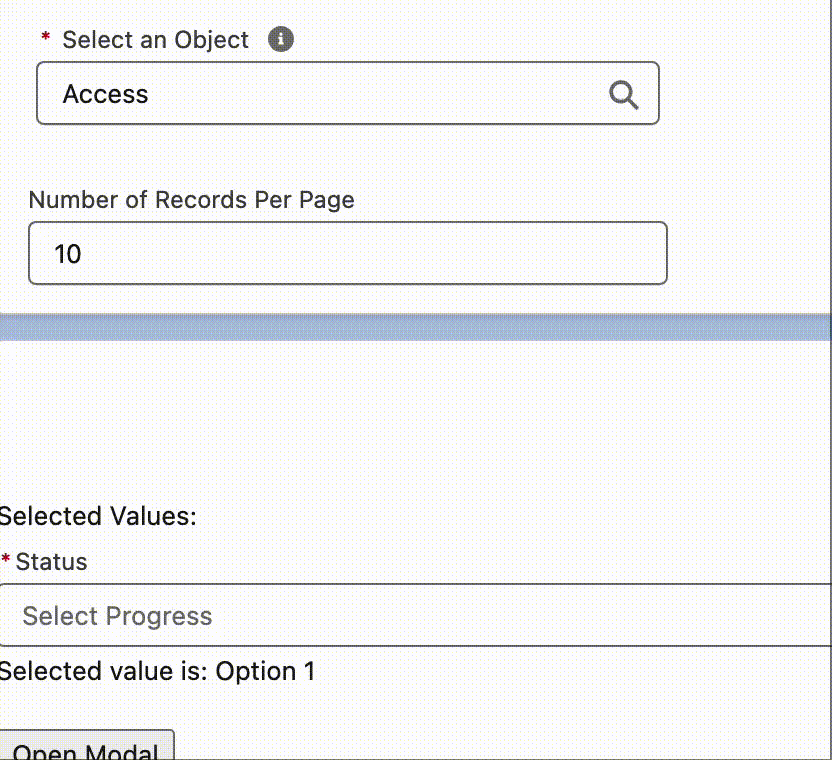 * Select an Object
Access
Number of Records Per Page
10
Selected Values:
* Status
Select Progress
Selected value is: Option 1
Open Modal